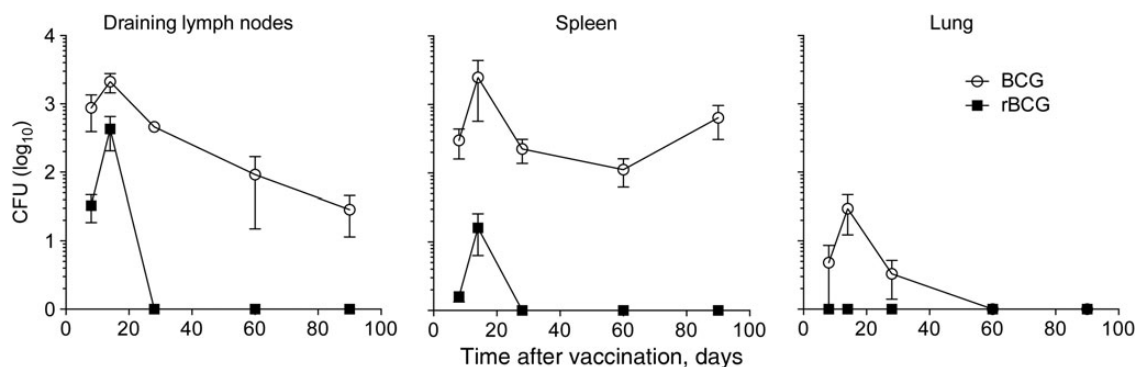 Draining lymph nodes
Spleen
Lung
4
3
2
1
0
CFU (log10)
BCG
rBCG
0 20 40 60 80 100
0 20 40 60 80 100
0 20 40 60 80 100
Time after vaccination, days